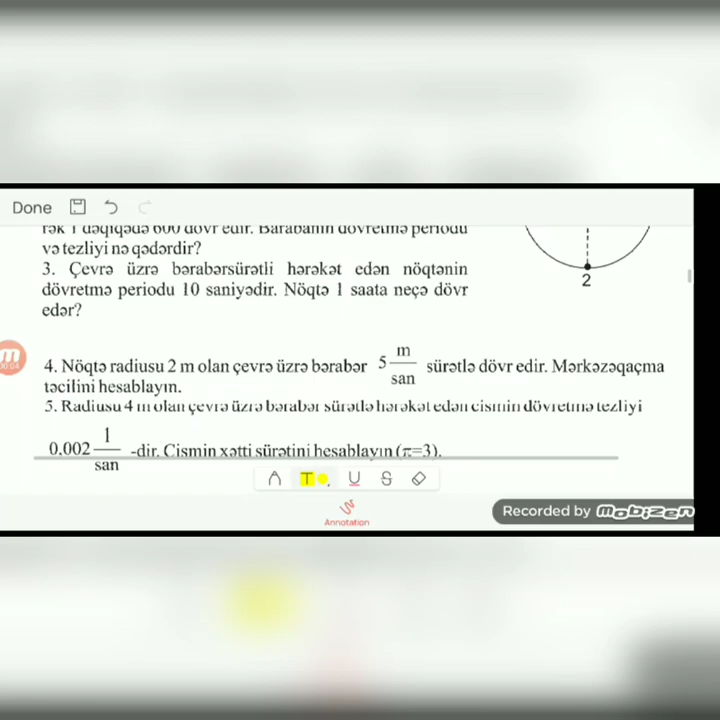 Done
rək 1 dəqiqədə 600 dövr edir. Barabanın dövretmə periodu
və tezliyi nə qədərdir?
3. Çevrə üzrə bərabərsürətli hərəkət edən nöqtənin
dövretmə periodu 10 saniyədir. Nöqtə 1 saata neçə dövr
edər?
2
m
00:04
4. Nöqtə radiusu 2 m olan çevrə üzrə bərabər 5 m/san sürətlə dövr edir. Mərkəzəqaçma
təcilini hesablayın.
5. Radiusu 4 m olan çevrə üzrə bərabər sürətlə hərəkət edən cismin dövretmə tezliyi
0.002 1/san -dir. Cismin xətti sürətini hesablayın (π=3).
T U S
Annotation
Recorded by mobizen